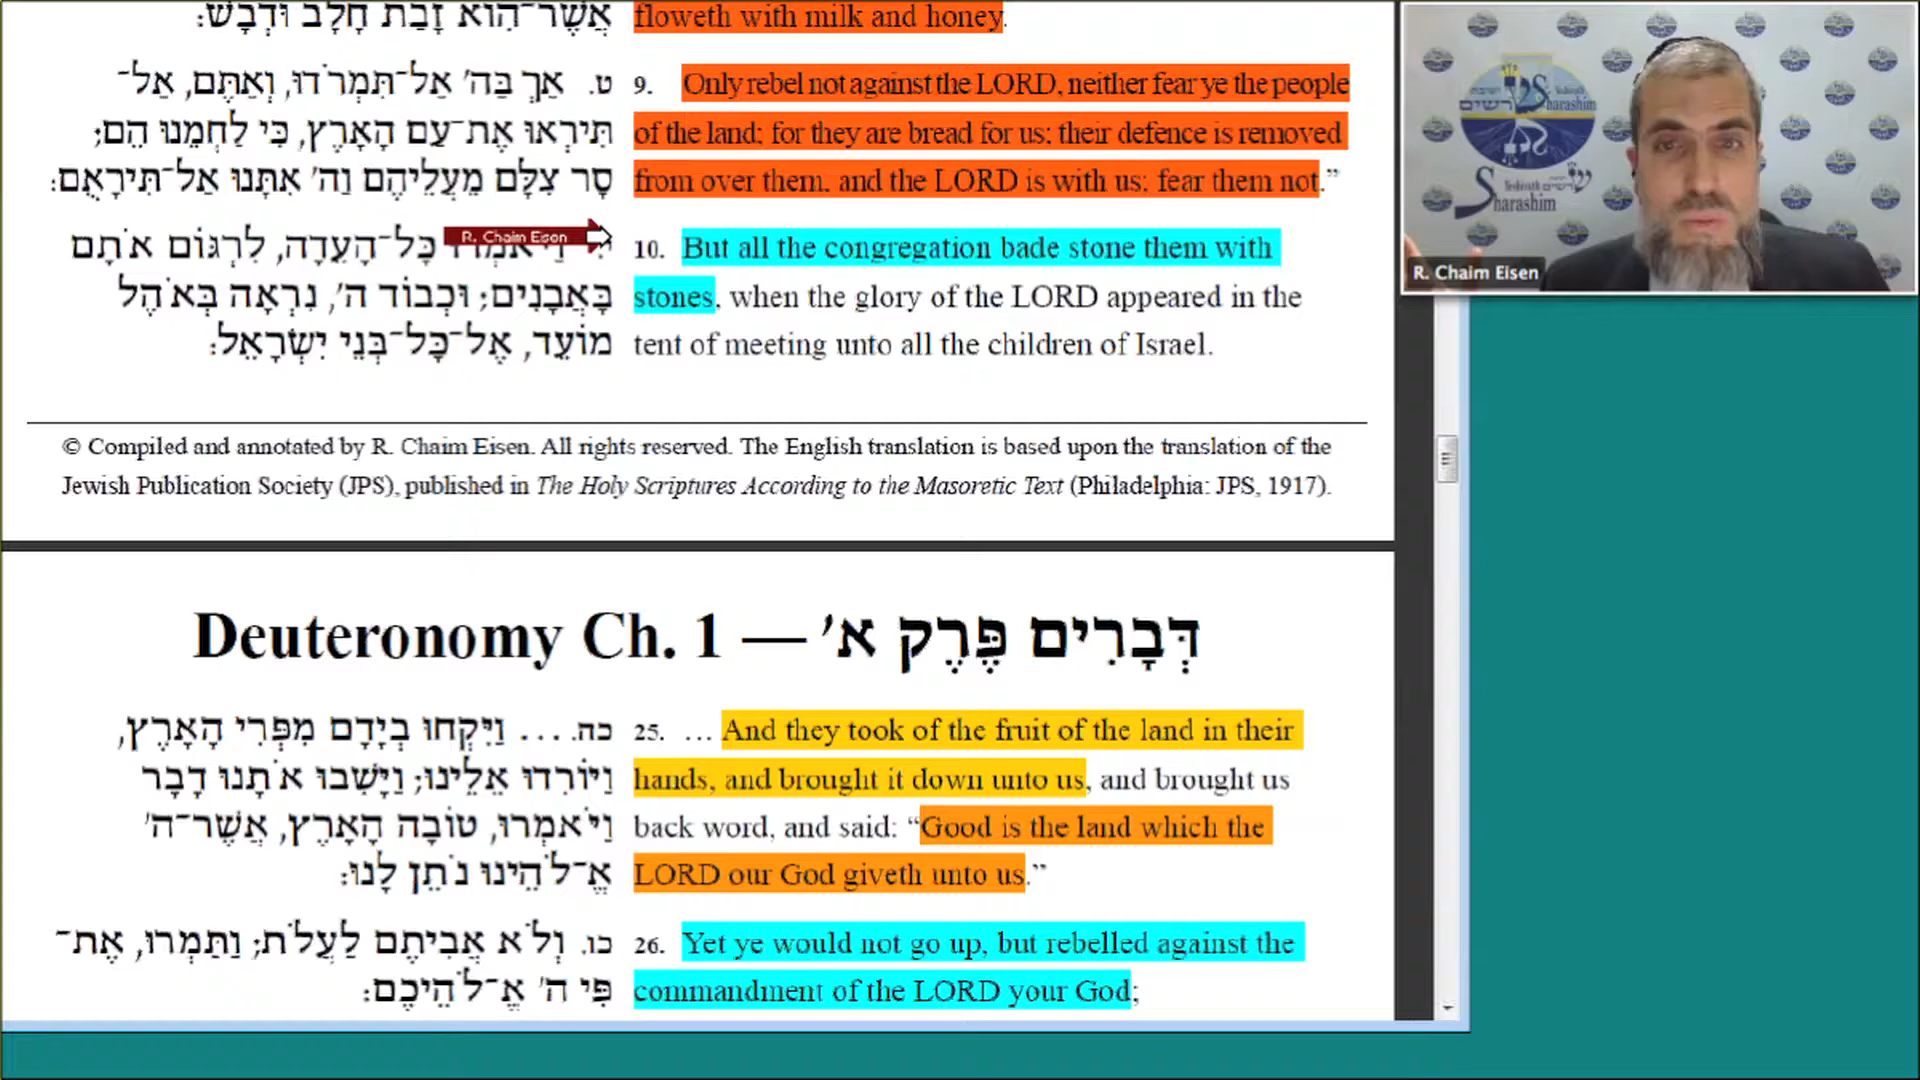 אֲשֶׁר־הִוא זָבַת חָלָב וּדְבָשׁ:
floweth with milk and honey.
ט. אַךְ בַּה' אַל־תִּמְרֹדוּ, וְאַתֶּם, אַל־
תִּירְאוּ אֶת־עַם הָאָרֶץ, כִּי לַחְמֵנוּ הֵם;
סָר צִלָּם מֵעֲלֵיהֶם וַה' אִתָּנוּ אַל־תִּירָאֻם:
9. Only rebel not against the LORD, neither fear ye the people
of the land; for they are bread for us; their defence is removed
from over them, and the LORD is with us; fear them not.”
R. Chaim Eisen
כָּל־הָעֵדָה, לִרְגּוֹם אֹתָם
בָּאֲבָנִים; וּכְבוֹד ה', נִרְאָה בְּאֹהֶל
מוֹעֵד, אֶל־כָּל־בְּנֵי יִשְׂרָאֵל:
10. But all the congregation bade stone them with
stones, when the glory of the LORD appeared in the
tent of meeting unto all the children of Israel.
© Compiled and annotated by R. Chaim Eisen. All rights reserved. The English translation is based upon the translation of the
Jewish Publication Society (JPS), published in The Holy Scriptures According to the Masoretic Text (Philadelphia: JPS, 1917).
Deuteronomy Ch. 1 — דְּבָרִים פֶּרֶק א'
כה. ... וַיִּקְחוּ בְיָדָם מִפְּרִי הָאָרֶץ,
וַיּוֹרִדוּ אֵלֵינוּ; וַיָּשִׁבוּ אֹתָנוּ דָבָר
וַיֹּאמְרוּ, טוֹבָה הָאָרֶץ, אֲשֶׁר־ה'
אֱ־לֹהֵינוּ נֹתֵן לָנוּ:
25. ... And they took of the fruit of the land in their
hands, and brought it down unto us, and brought us
back word, and said: “Good is the land which the
LORD our God giveth unto us.”
כו. וְלֹא אֲבִיתֶם לַעֲלֹת; וַתַּמְרוּ, אֶת־
פִּי ה' אֱ־לֹהֵיכֶם:
26. Yet ye would not go up, but rebelled against the
commandment of the LORD your God;
ישיבת
שרשים
Yeshivath
Sharashim
Yeshivath שרשים
Sharashim
R. Chaim Eisen